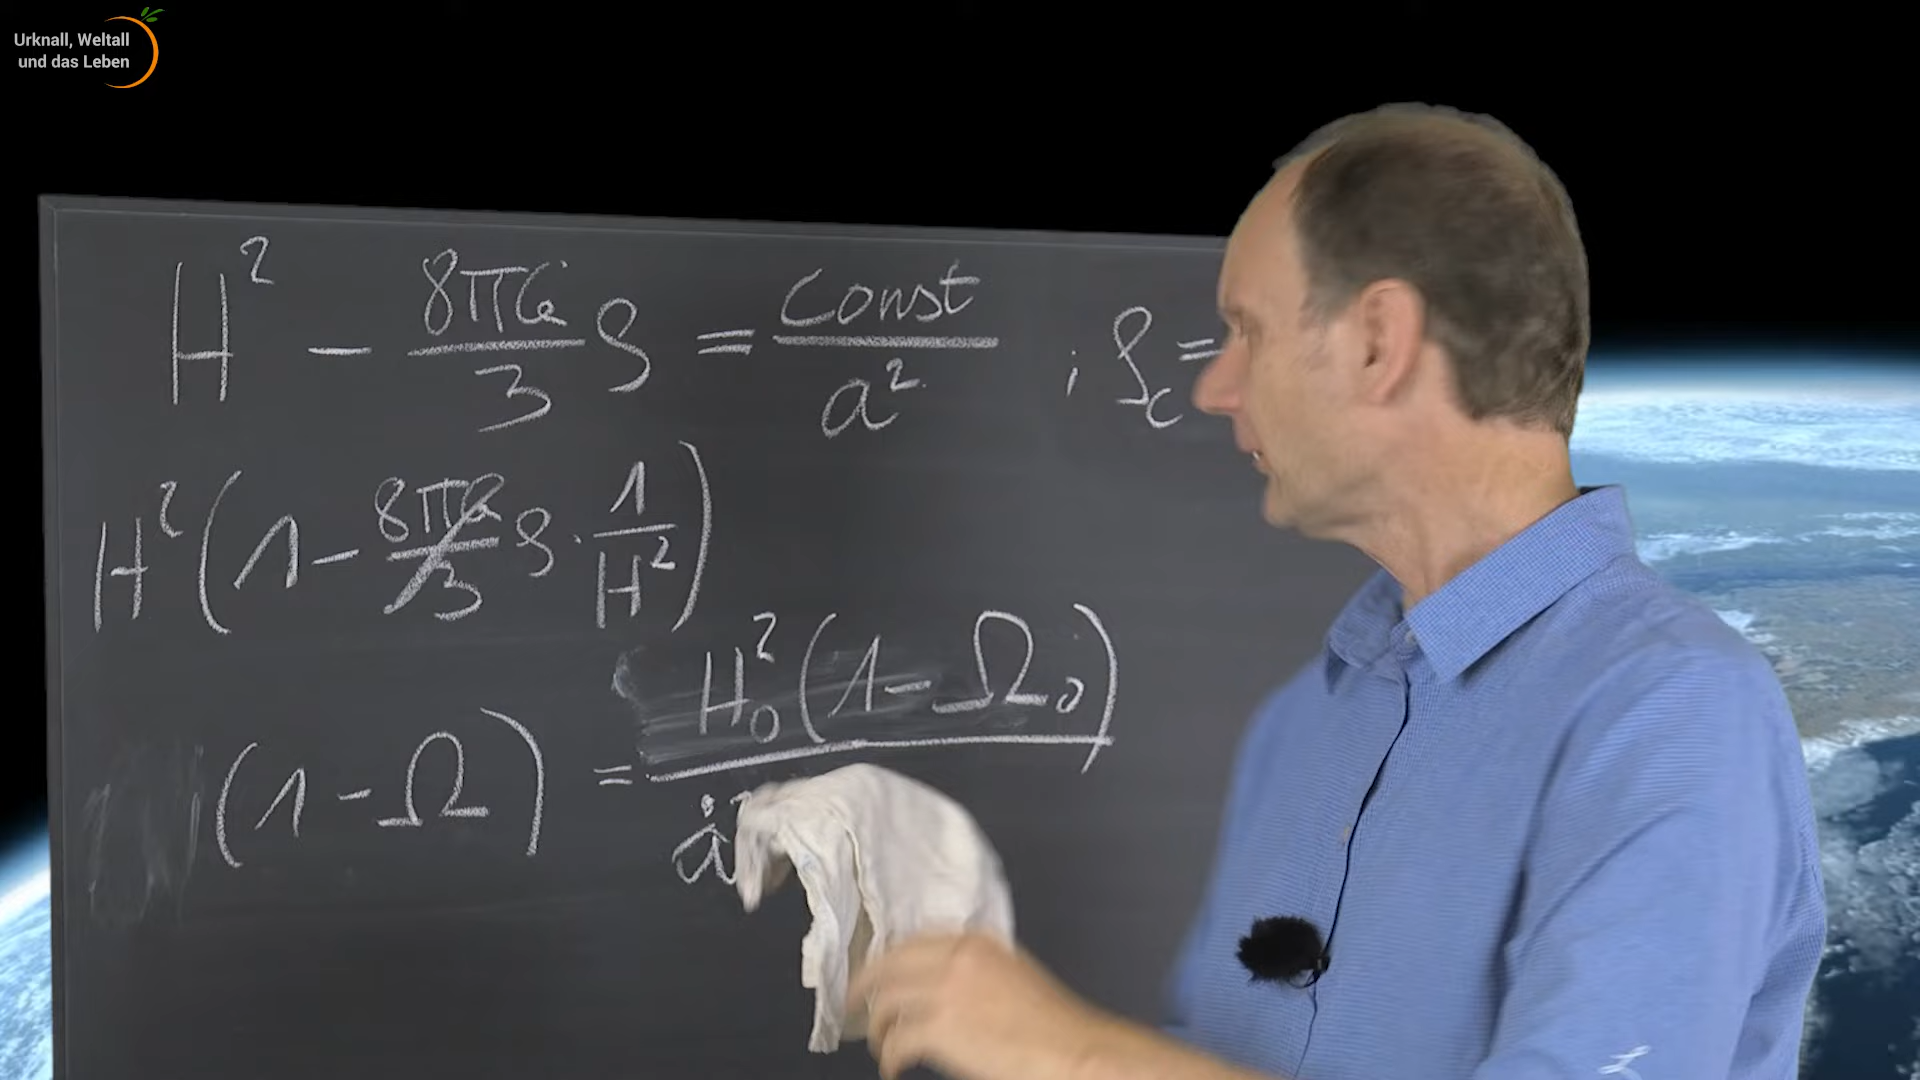 Urknall, Weltall
und das Leben
H² − 8πG/3 ρ = const/a² ; ρc =
H²(1 − 8πG/3 ρ · 1/H²)
(1 − Ω) = H₀²(1 − Ω₀)/ȧ²